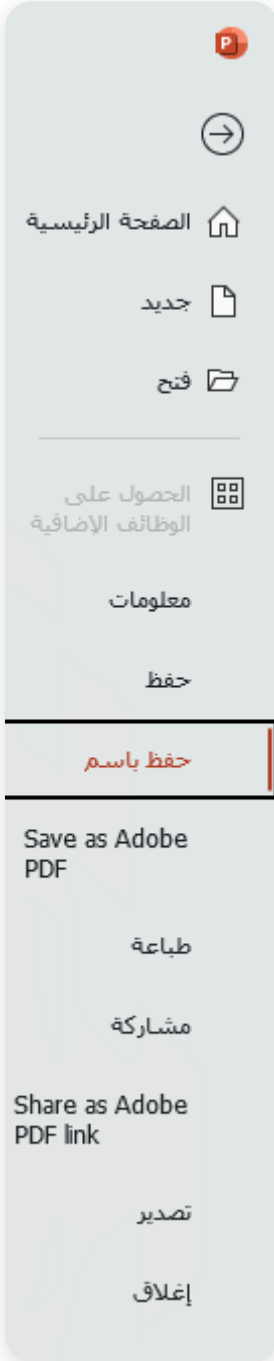 P
الصفحة الرئيسية
جديد
فتح
الحصول على
الوظائف الإضافية
معلومات
حفظ
حفظ باسم
Save as Adobe
PDF
طباعة
مشاركة
Share as Adobe
PDF link
تصدير
إغلاق